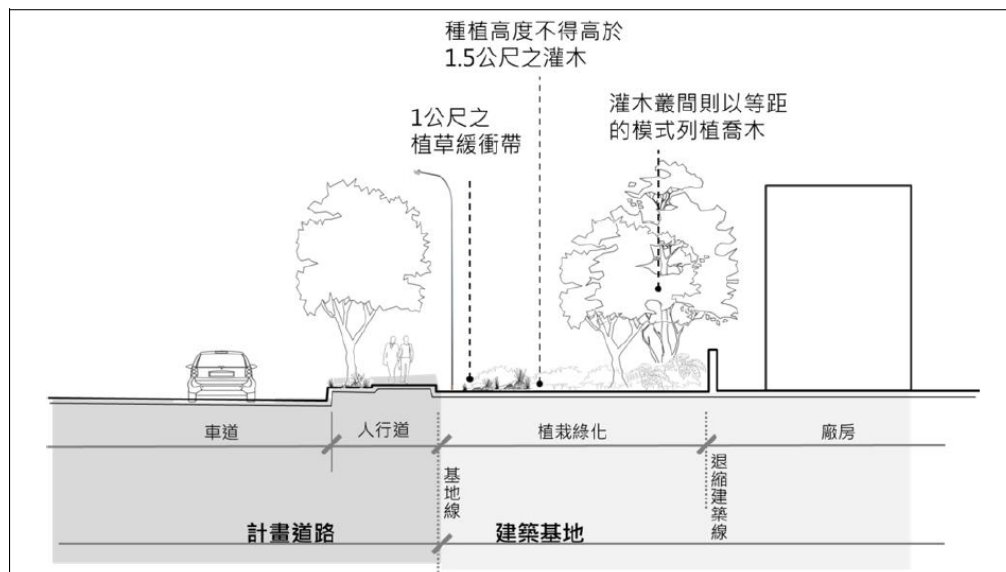 種植高度不得高於
1.5公尺之灌木
灌木叢間則以等距
的模式列植喬木
1公尺之
植草緩衝帶
車道
人行道
植栽綠化
廠房
基地線
退縮建築線
計畫道路
建築基地